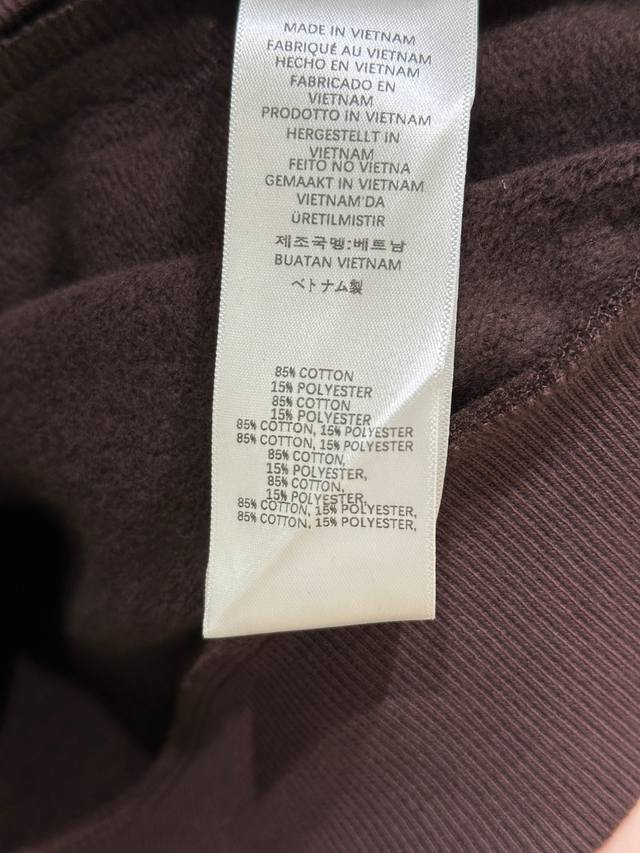 MADE IN VIETNAM
FABRIQUÉ AU VIETNAM
HECHO EN VIETNAM
FABRICADO EN
VIETNAM
PRODOTTO IN VIETNAM
HERGESTELLT IN
VIETNAM
FEITO NO VIETNA
GEMAAKT IN VIETNAM
VIETNAM'DA
ÜRETILMISTIR
제조국명:베트남
BUATAN VIETNAM
ベトナム製
85% COTTON
15% POLYESTER
85% COTTON
15% POLYESTER
85% COTTON, 15% POLYESTER
85% COTTON, 15% POLYESTER
85% COTTON,
15% POLYESTER,
85% COTTON,
15% POLYESTER,
85% COTTON, 15% POLYESTER,
85% COTTON, 15% POLYESTER,